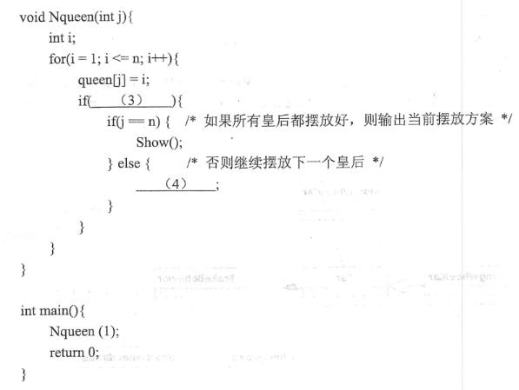 void Nqueen(int j){
int i;
for(i = 1; i <= n; i++){
queen[j] = i;
if( (3) ){
if(j == n) { /* 如果所有皇后都摆放好，则输出当前摆放方案 */
Show();
} else { /* 否则继续摆放下一个皇后 */
(4) ;
}
}
}
}
int main(){
Nqueen (1);
return 0;
}